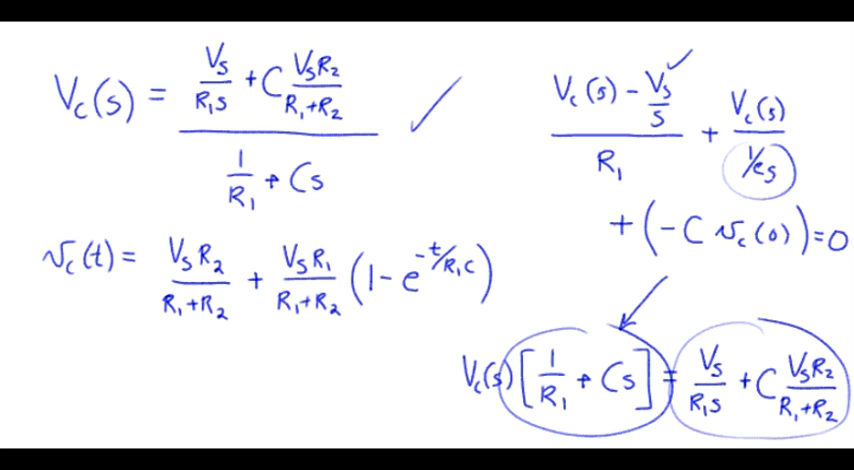 V_c(s) = (V_s/(R_1 s) + C V_s R_2/(R_1+R_2)) / (1/R_1 + Cs) ✓
v_c(t) = V_s R_2/(R_1+R_2) + V_s R_1/(R_1+R_2) (1 - e^{-t/R_1C})
(V_c(s) - V_s/s ✓)/R_1 + V_c(s)/(1/Cs)
+ (-C v_c(0)) = 0
V_c(s) [1/R_1 + Cs] = V_s/(R_1 s) + C V_s R_2/(R_1+R_2)